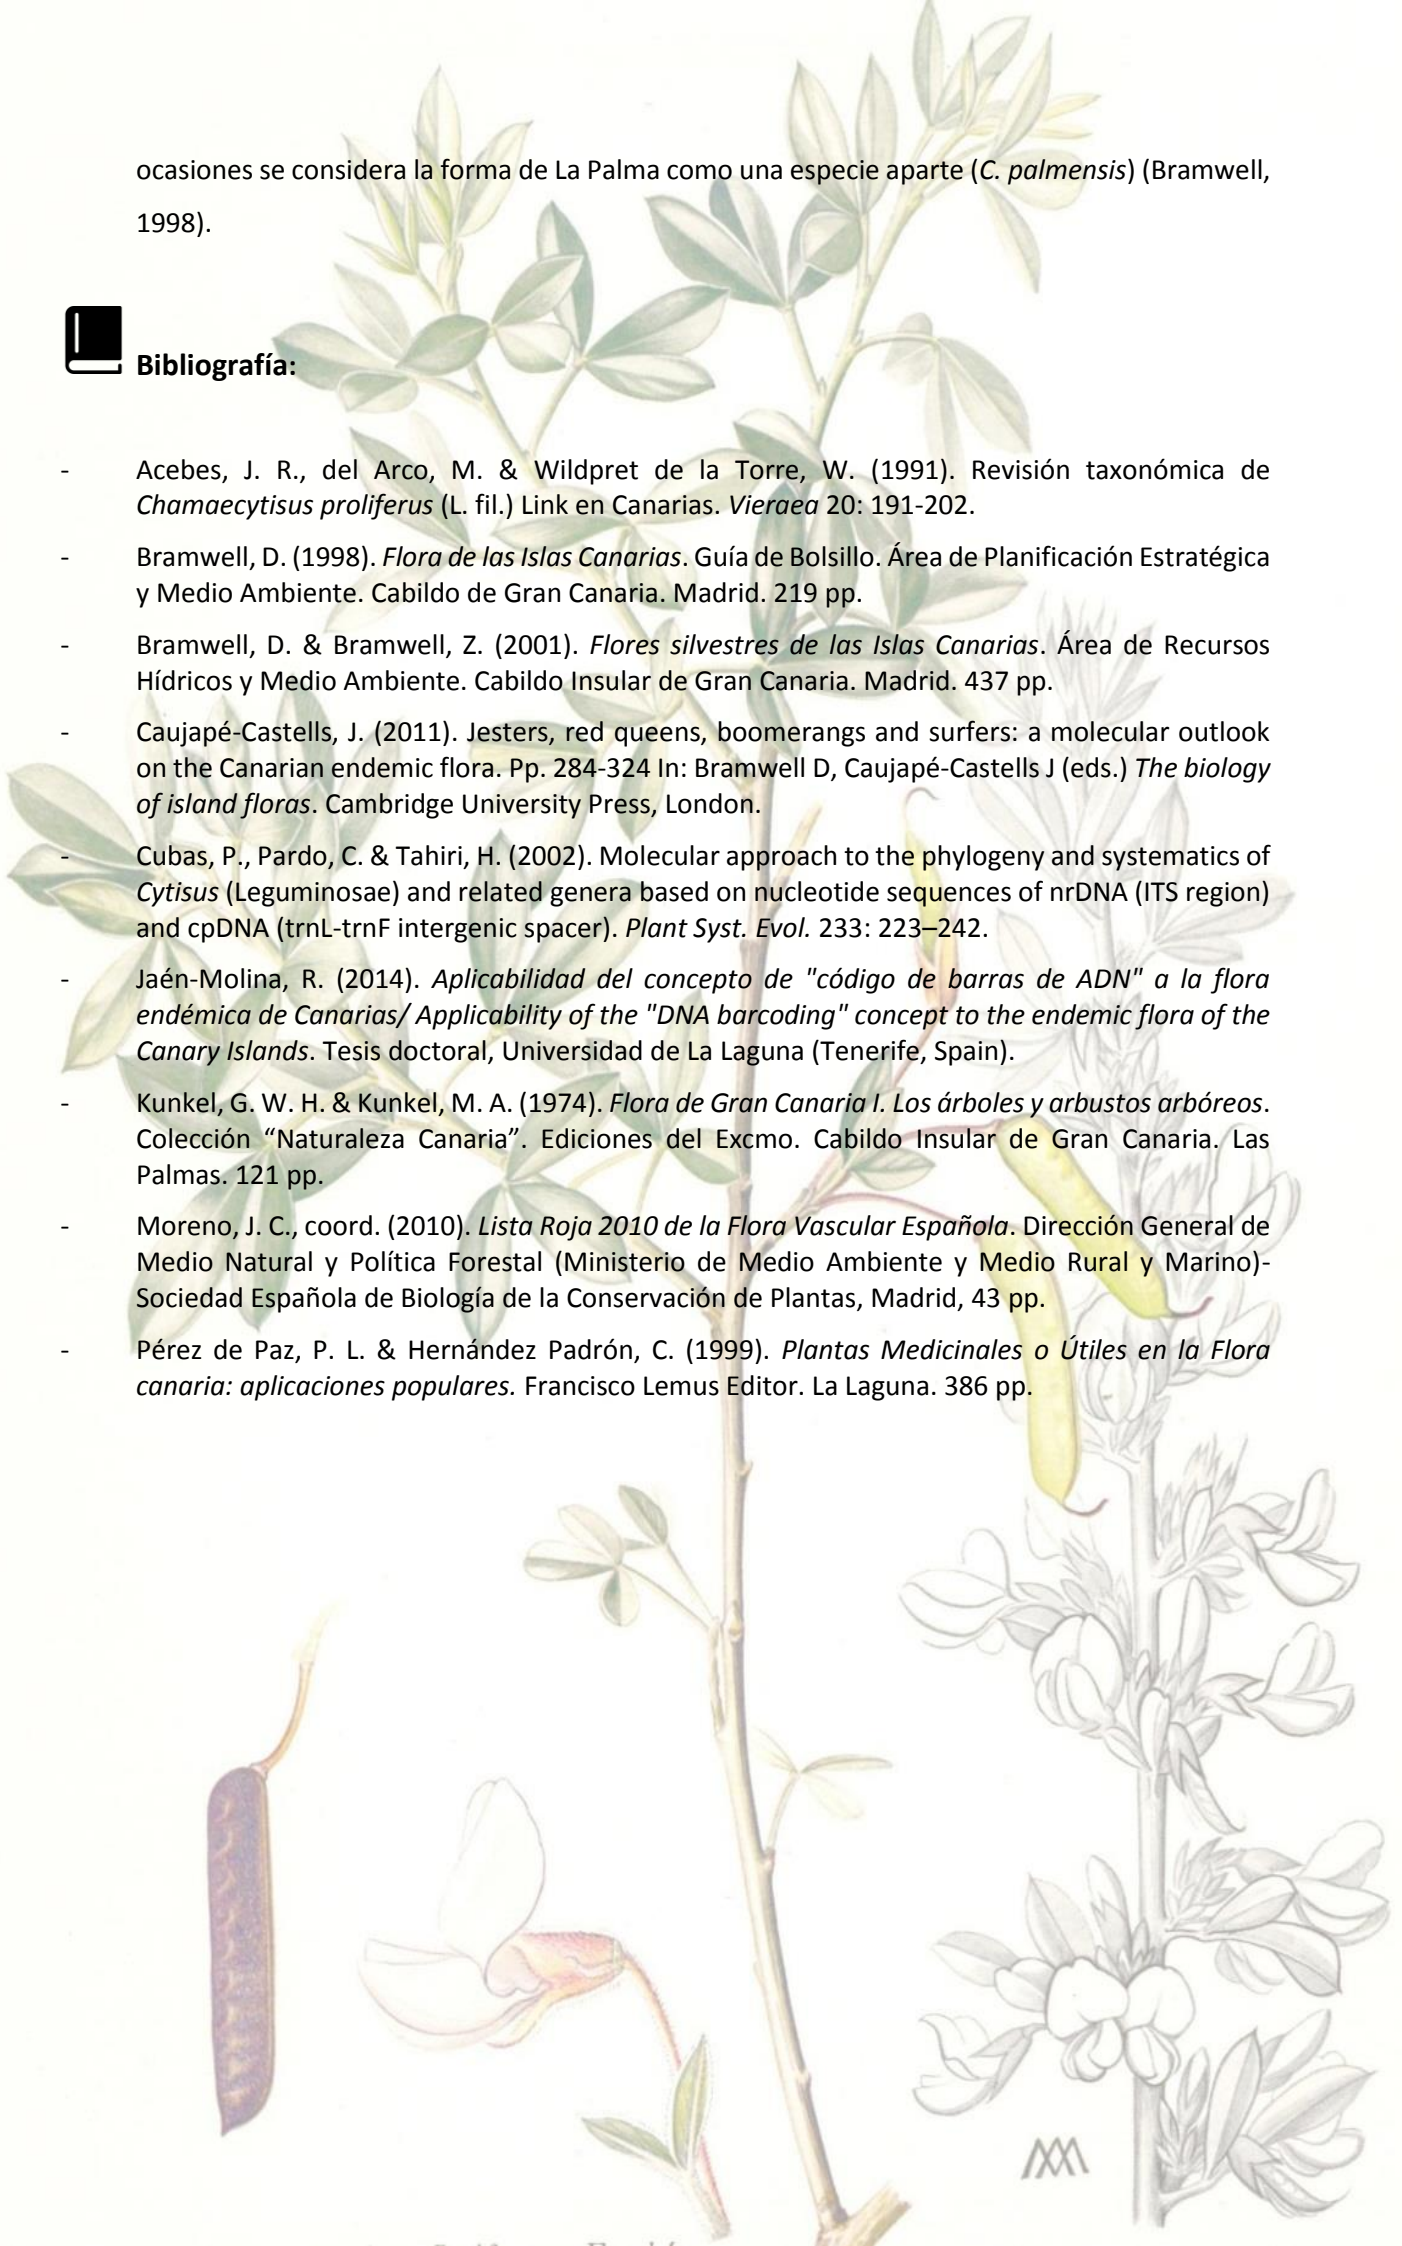 ocasiones se considera la forma de La Palma como una especie aparte (C. palmensis) (Bramwell,
1998).
Bibliografía:
- Acebes, J. R., del Arco, M. & Wildpret de la Torre, W. (1991). Revisión taxonómica de
Chamaecytisus proliferus (L. fil.) Link en Canarias. Vieraea 20: 191-202.
- Bramwell, D. (1998). Flora de las Islas Canarias. Guía de Bolsillo. Área de Planificación Estratégica
y Medio Ambiente. Cabildo de Gran Canaria. Madrid. 219 pp.
- Bramwell, D. & Bramwell, Z. (2001). Flores silvestres de las Islas Canarias. Área de Recursos
Hídricos y Medio Ambiente. Cabildo Insular de Gran Canaria. Madrid. 437 pp.
- Caujapé-Castells, J. (2011). Jesters, red queens, boomerangs and surfers: a molecular outlook
on the Canarian endemic flora. Pp. 284-324 In: Bramwell D, Caujapé-Castells J (eds.) The biology
of island floras. Cambridge University Press, London.
- Cubas, P., Pardo, C. & Tahiri, H. (2002). Molecular approach to the phylogeny and systematics of
Cytisus (Leguminosae) and related genera based on nucleotide sequences of nrDNA (ITS region)
and cpDNA (trnL-trnF intergenic spacer). Plant Syst. Evol. 233: 223–242.
- Jaén-Molina, R. (2014). Aplicabilidad del concepto de "código de barras de ADN" a la flora
endémica de Canarias/ Applicability of the "DNA barcoding" concept to the endemic flora of the
Canary Islands. Tesis doctoral, Universidad de La Laguna (Tenerife, Spain).
- Kunkel, G. W. H. & Kunkel, M. A. (1974). Flora de Gran Canaria I. Los árboles y arbustos arbóreos.
Colección “Naturaleza Canaria”. Ediciones del Excmo. Cabildo Insular de Gran Canaria. Las
Palmas. 121 pp.
- Moreno, J. C., coord. (2010). Lista Roja 2010 de la Flora Vascular Española. Dirección General de
Medio Natural y Política Forestal (Ministerio de Medio Ambiente y Medio Rural y Marino)-
Sociedad Española de Biología de la Conservación de Plantas, Madrid, 43 pp.
- Pérez de Paz, P. L. & Hernández Padrón, C. (1999). Plantas Medicinales o Útiles en la Flora
canaria: aplicaciones populares. Francisco Lemus Editor. La Laguna. 386 pp.